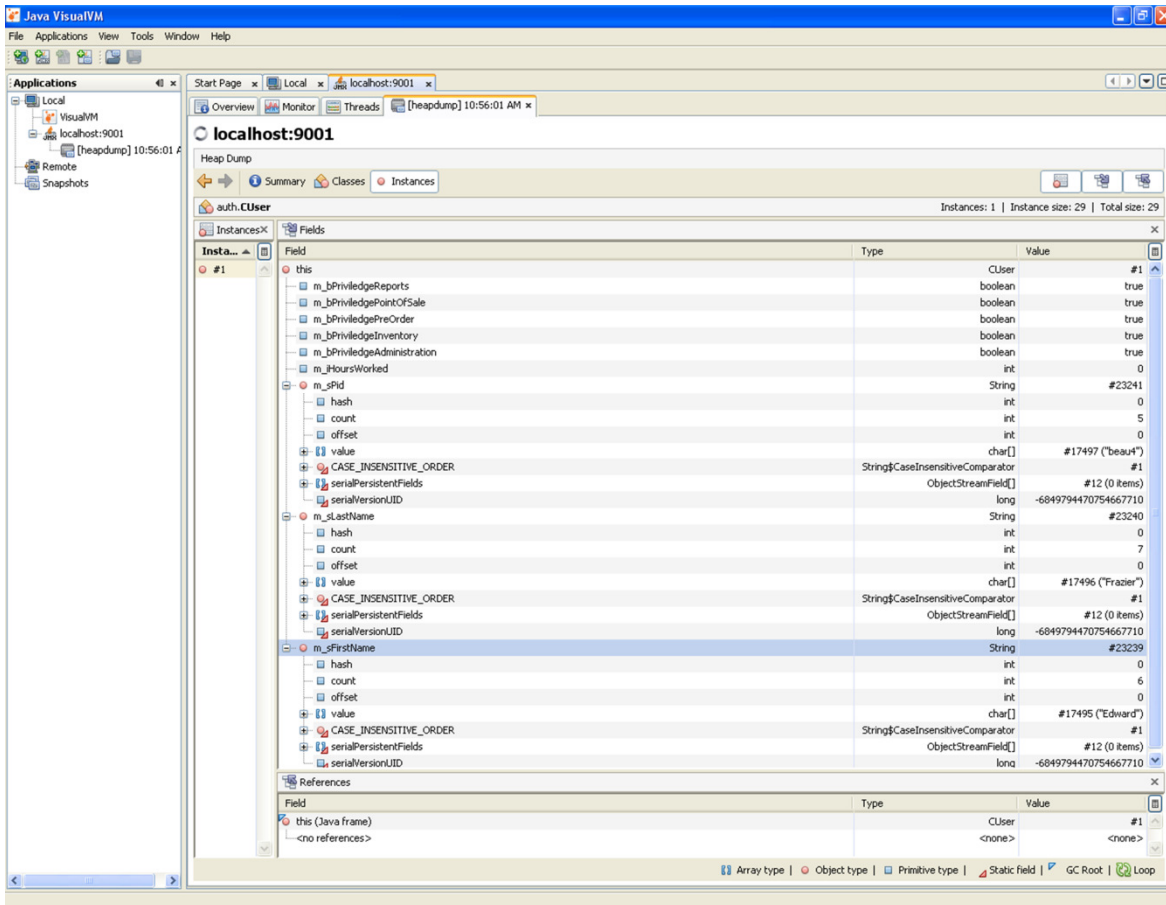 Java VisualVM
File Applications View Tools Window Help
Applications
Start Page Local localhost:9001
Local
VisualVM
localhost:9001
[heapdump] 10:56:01 A
Remote
Snapshots
Overview Monitor Threads [heapdump] 10:56:01 AM
localhost:9001
Heap Dump
Summary Classes Instances
auth.CUser Instances: 1 | Instance size: 29 | Total size: 29
Instances Fields
Insta... Field Type Value
#1 this CUser #1
m_bPriviledgeReports boolean true
m_bPriviledgePointOfSale boolean true
m_bPriviledgePreOrder boolean true
m_bPriviledgeInventory boolean true
m_bPriviledgeAdministration boolean true
m_iHoursWorked int 0
m_sPid String #23241
hash int 0
count int 5
offset int 0
value char[] #17497 ("beau4")
CASE_INSENSITIVE_ORDER String$CaseInsensitiveComparator #1
serialPersistentFields ObjectStreamField[] #12 (0 items)
serialVersionUID long -6849794470754667710
m_sLastName String #23240
hash int 0
count int 7
offset int 0
value char[] #17496 ("Frazier")
CASE_INSENSITIVE_ORDER String$CaseInsensitiveComparator #1
serialPersistentFields ObjectStreamField[] #12 (0 items)
serialVersionUID long -6849794470754667710
m_sFirstName String #23239
hash int 0
count int 6
offset int 0
value char[] #17495 ("Edward")
CASE_INSENSITIVE_ORDER String$CaseInsensitiveComparator #1
serialPersistentFields ObjectStreamField[] #12 (0 items)
serialVersionUID long -6849794470754667710
References
Field Type Value
this (Java frame) CUser #1
<no references> <none> <none>
Array type | Object type | Primitive type | Static field | GC Root | Loop